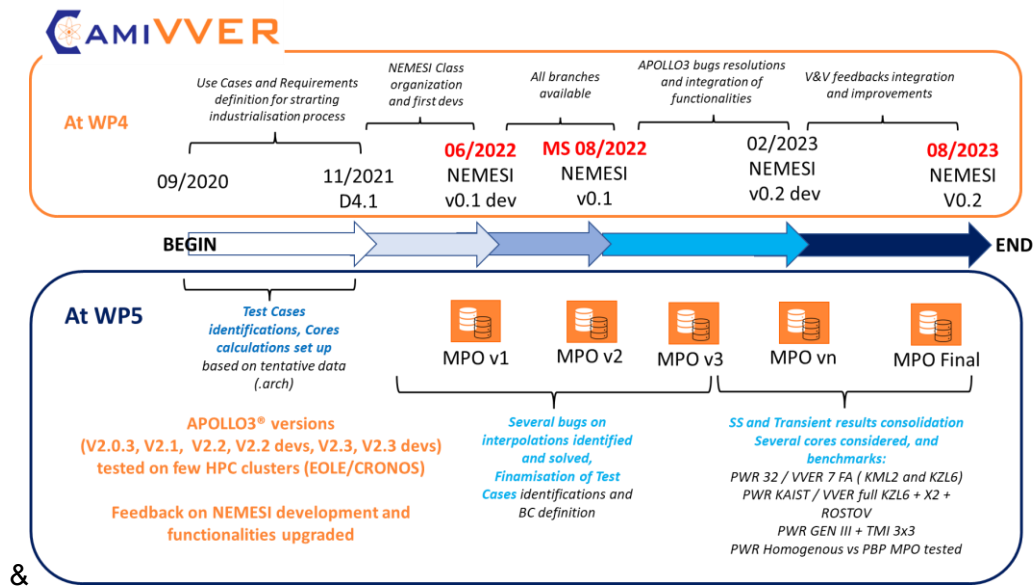 CAMIVVER
At WP4
Use Cases and Requirements
definition for strarting
industrialisation process
NEMESI Class
organization
and first devs
All branches
available
APOLLO3 bugs resolutions
and integration of
functionalities
V&V feedbacks integration
and improvements
09/2020
11/2021
D4.1
06/2022
NEMESI
v0.1 dev
MS 08/2022
NEMESI
v0.1
02/2023
NEMESI
v0.2 dev
08/2023
NEMESI
V0.2
BEGIN
END
At WP5
Test Cases
identifications, Cores
calculations set up
based on tentative data
(.arch)
MPO v1
MPO v2
MPO v3
MPO vn
MPO Final
APOLLO3® versions
(V2.0.3, V2.1, V2.2, V2.2 devs, V2.3, V2.3 devs)
tested on few HPC clusters (EOLE/CRONOS)
Feedback on NEMESI development and
functionalities upgraded
Several bugs on
interpolations identified
and solved,
Finamisation of Test
Cases identifications and
BC definition
SS and Transient results consolidation
Several cores considered, and
benchmarks:
PWR 32 / VVER 7 FA ( KML2 and KZL6)
PWR KAIST / VVER full KZL6 + X2 +
ROSTOV
PWR GEN III + TMI 3x3
PWR Homogenous vs PBP MPO tested
&